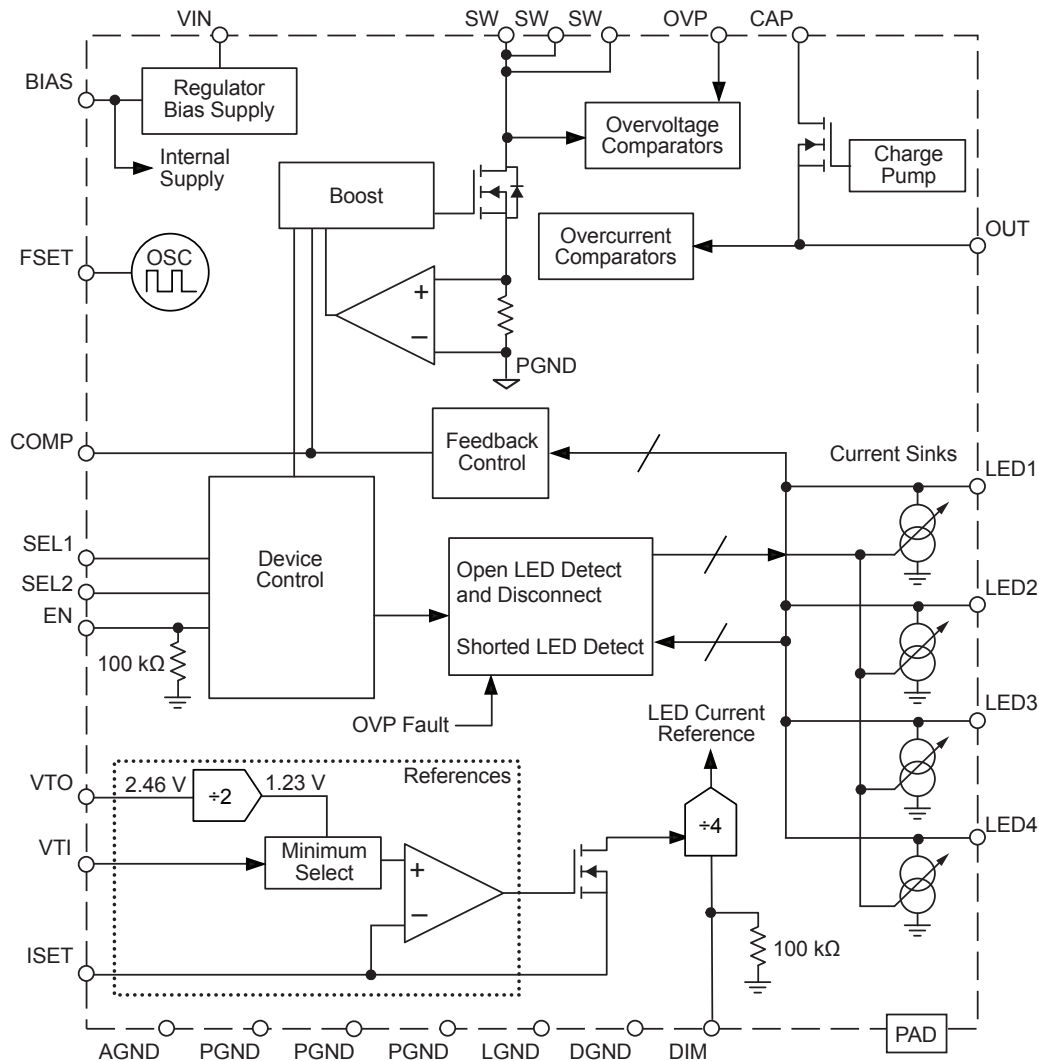 VIN
SW
SW
SW
OVP
CAP
BIAS
Regulator
Bias Supply
Internal
Supply
Overvoltage
Comparators
Charge
Pump
Boost
OUT
Overcurrent
Comparators
FSET
OSC
+
−
PGND
COMP
Feedback
Control
Current Sinks
LED1
SEL1
SEL2
EN
100 kΩ
Device
Control
Open LED Detect
and Disconnect
Shorted LED Detect
LED2
OVP Fault
LED Current
Reference
LED3
References
VTO
2.46 V
÷2
1.23 V
÷4
LED4
VTI
Minimum
Select
+
−
ISET
100 kΩ
AGND
PGND
PGND
PGND
LGND
DGND
DIM
PAD